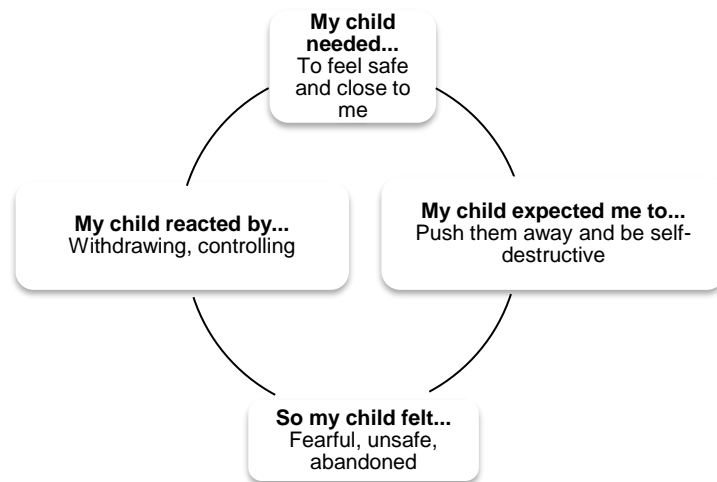 My child
needed...
To feel safe
and close to
me
My child expected me to...
Push them away and be self-
destructive
So my child felt...
Fearful, unsafe,
abandoned
My child reacted by...
Withdrawing, controlling